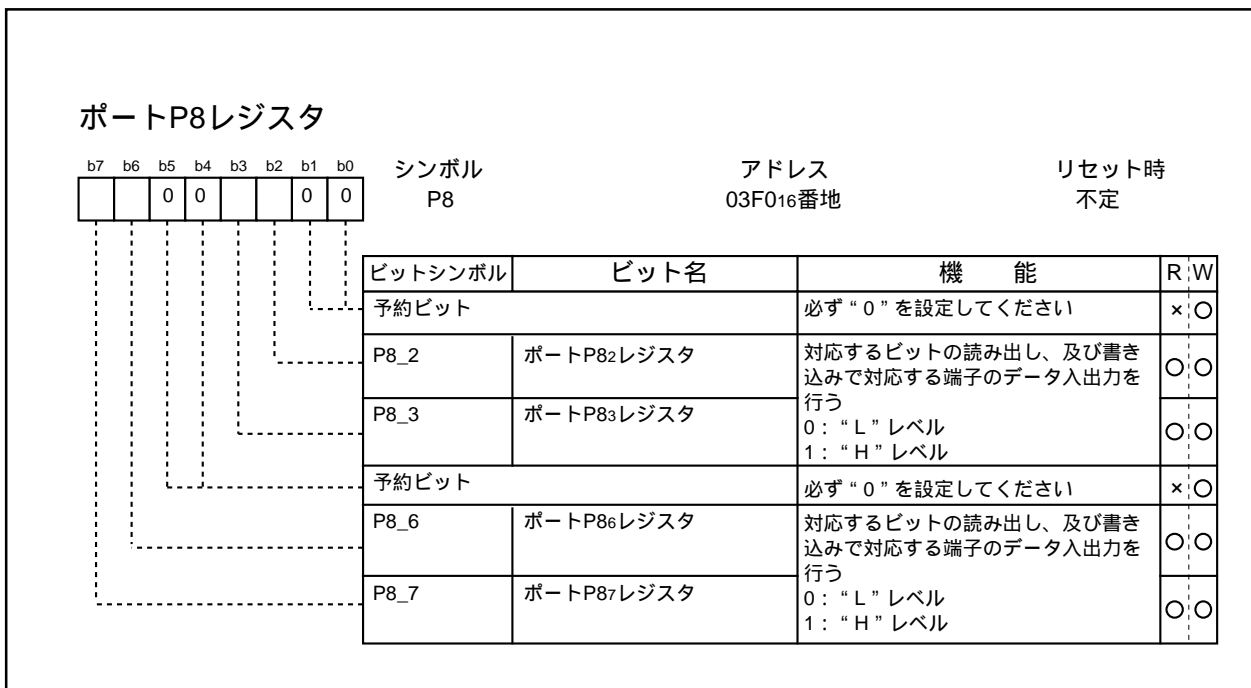 ポートP8レジスタ
b7 b6 b5 b4 b3 b2 b1 b0
0 0 0 0
シンボル アドレス リセット時
P8 03F016番地 不定
ビットシンボル ビット名 機 能 R W
予約ビット 必ず“0”を設定してください × ○
P8_2 ポートP82レジスタ 対応するビットの読み出し、及び書き
込みで対応する端子のデータ入出力を
行う
0:“L”レベル
1:“H”レベル
○ ○
P8_3 ポートP83レジスタ ○ ○
予約ビット 必ず“0”を設定してください × ○
P8_6 ポートP86レジスタ 対応するビットの読み出し、及び書き
込みで対応する端子のデータ入出力を
行う
0:“L”レベル
1:“H”レベル
○ ○
P8_7 ポートP87レジスタ ○ ○